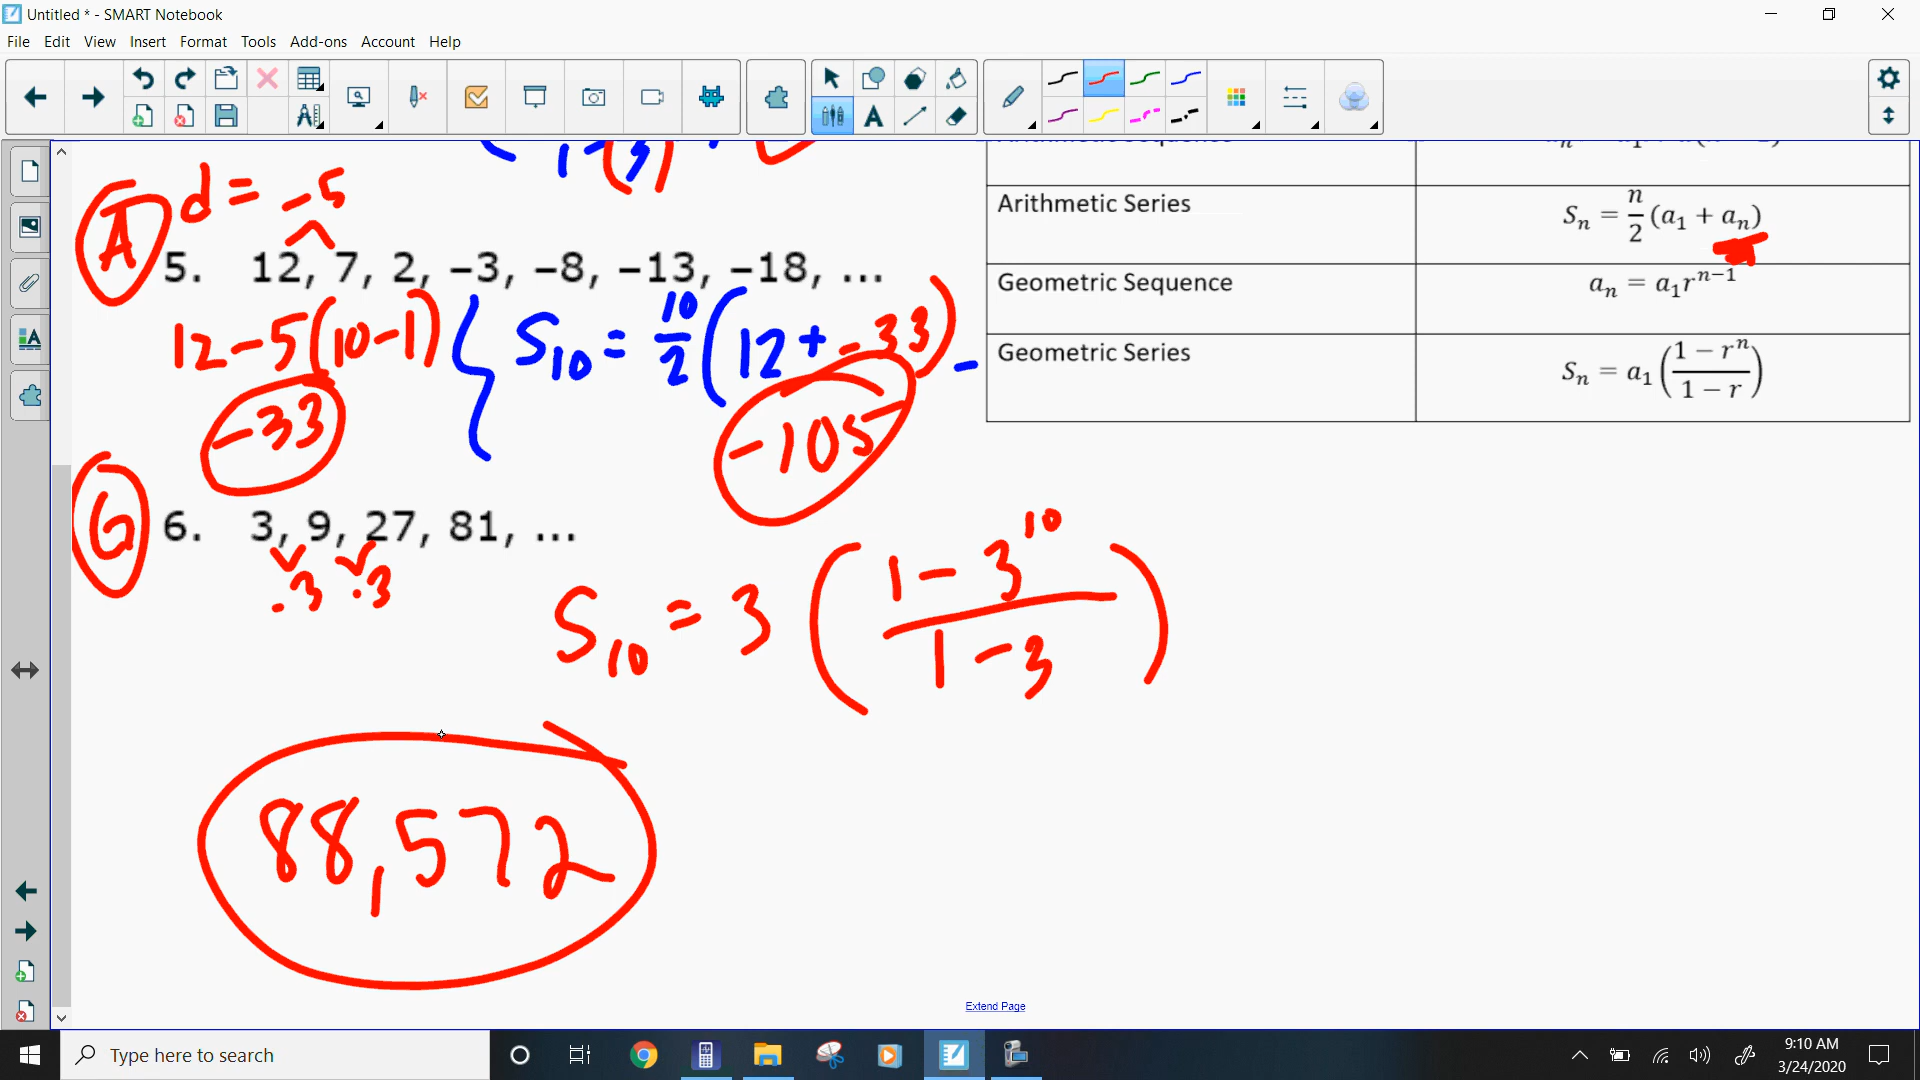 Untitled * - SMART Notebook
File Edit View Insert Format Tools Add-ons Account Help
A d = -5
5. 12, 7, 2, −3, −8, −13, −18, ...
12-5(10-1) { S10 = 10/2 (12 + -33) -
-33
-105
G 6. 3, 9, 27, 81, ...
·3 ·3
S10 = 3 ( 1 - 3^10 / 1 - 3 )
88,572
Arithmetic Series Sn = n/2 (a1 + an)
Geometric Sequence an = a1r^n−1
Geometric Series Sn = a1 (1 − r^n / 1 − r)
Extend Page
Type here to search
9:10 AM
3/24/2020